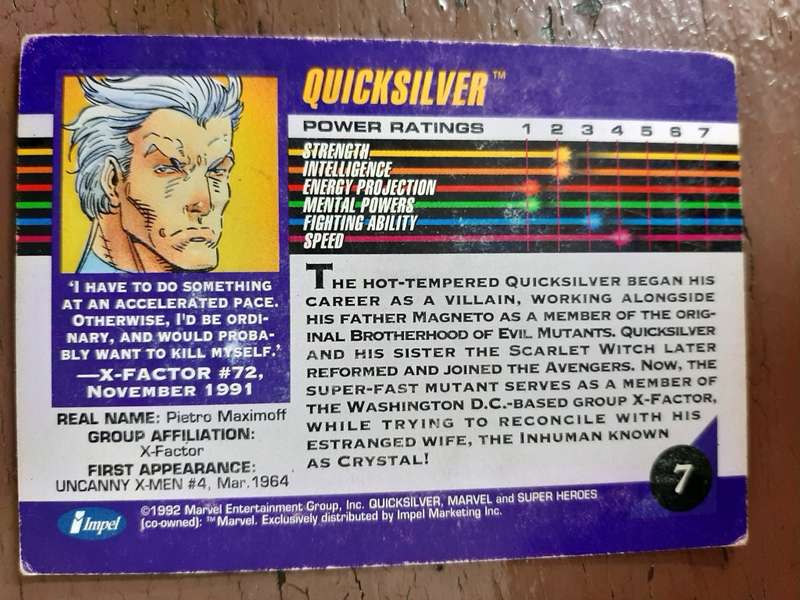 QUICKSILVER™
POWER RATINGS 1 2 3 4 5 6 7
STRENGTH
INTELLIGENCE
ENERGY PROJECTION
MENTAL POWERS
FIGHTING ABILITY
SPEED
'I HAVE TO DO SOMETHING
AT AN ACCELERATED PACE.
OTHERWISE, I'D BE ORDI-
NARY, AND WOULD PROBA-
BLY WANT TO KILL MYSELF.'
—X-FACTOR #72,
NOVEMBER 1991
REAL NAME: Pietro Maximoff
GROUP AFFILIATION:
X-Factor
FIRST APPEARANCE:
UNCANNY X-MEN #4, Mar.1964
THE HOT-TEMPERED QUICKSILVER BEGAN HIS
CAREER AS A VILLAIN, WORKING ALONGSIDE
HIS FATHER MAGNETO AS A MEMBER OF THE ORIG-
INAL BROTHERHOOD OF EVIL MUTANTS. QUICKSILVER
AND HIS SISTER THE SCARLET WITCH LATER
REFORMED AND JOINED THE AVENGERS. NOW, THE
SUPER-FAST MUTANT SERVES AS A MEMBER OF
THE WASHINGTON D.C.-BASED GROUP X-FACTOR,
WHILE TRYING TO RECONCILE WITH HIS
ESTRANGED WIFE, THE INHUMAN KNOWN
AS CRYSTAL!
7
Impel
©1992 Marvel Entertainment Group, Inc. QUICKSILVER, MARVEL and SUPER HEROES
(co-owned): ™Marvel. Exclusively distributed by Impel Marketing Inc.